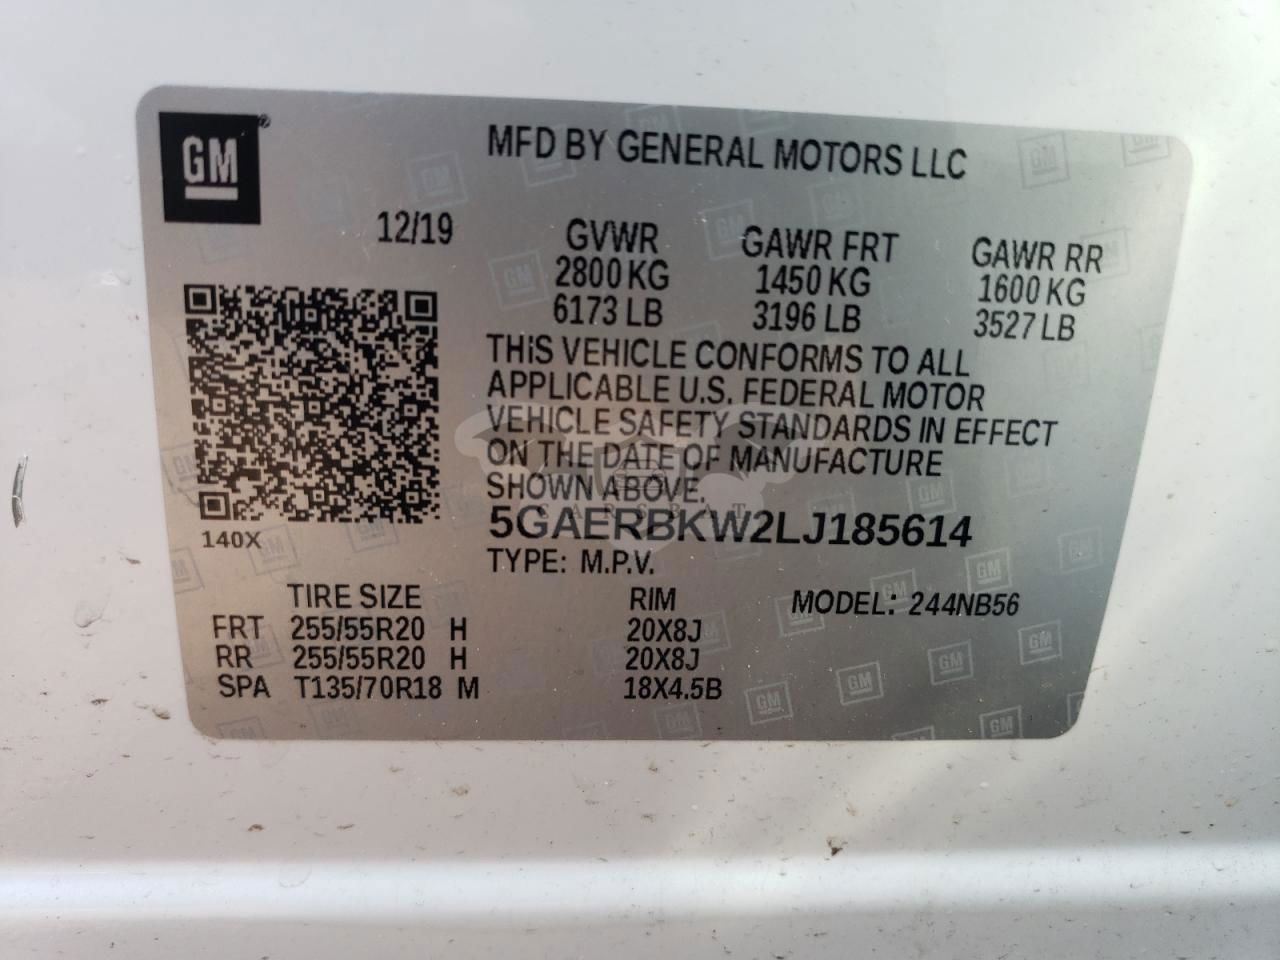 GM®
MFD BY GENERAL MOTORS LLC
12/19
GVWR GAWR FRT GAWR RR
2800 KG 1450 KG 1600 KG
6173 LB 3196 LB 3527 LB
THIS VEHICLE CONFORMS TO ALL
APPLICABLE U.S. FEDERAL MOTOR
VEHICLE SAFETY STANDARDS IN EFFECT
ON THE DATE OF MANUFACTURE
SHOWN ABOVE.
CARSBAT
5GAERBKW2LJ185614
140X
TYPE: M.P.V.
TIRE SIZE RIM MODEL: 244NB56
FRT 255/55R20 H 20X8J
RR 255/55R20 H 20X8J
SPA T135/70R18 M 18X4.5B